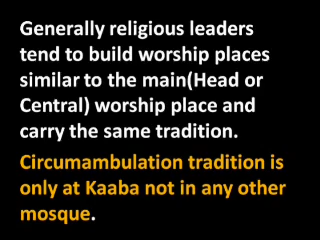 Generally religious leaders
tend to build worship places
similar to the main(Head or
Central) worship place and
carry the same tradition.
Circumambulation tradition is
only at Kaaba not in any other
mosque.